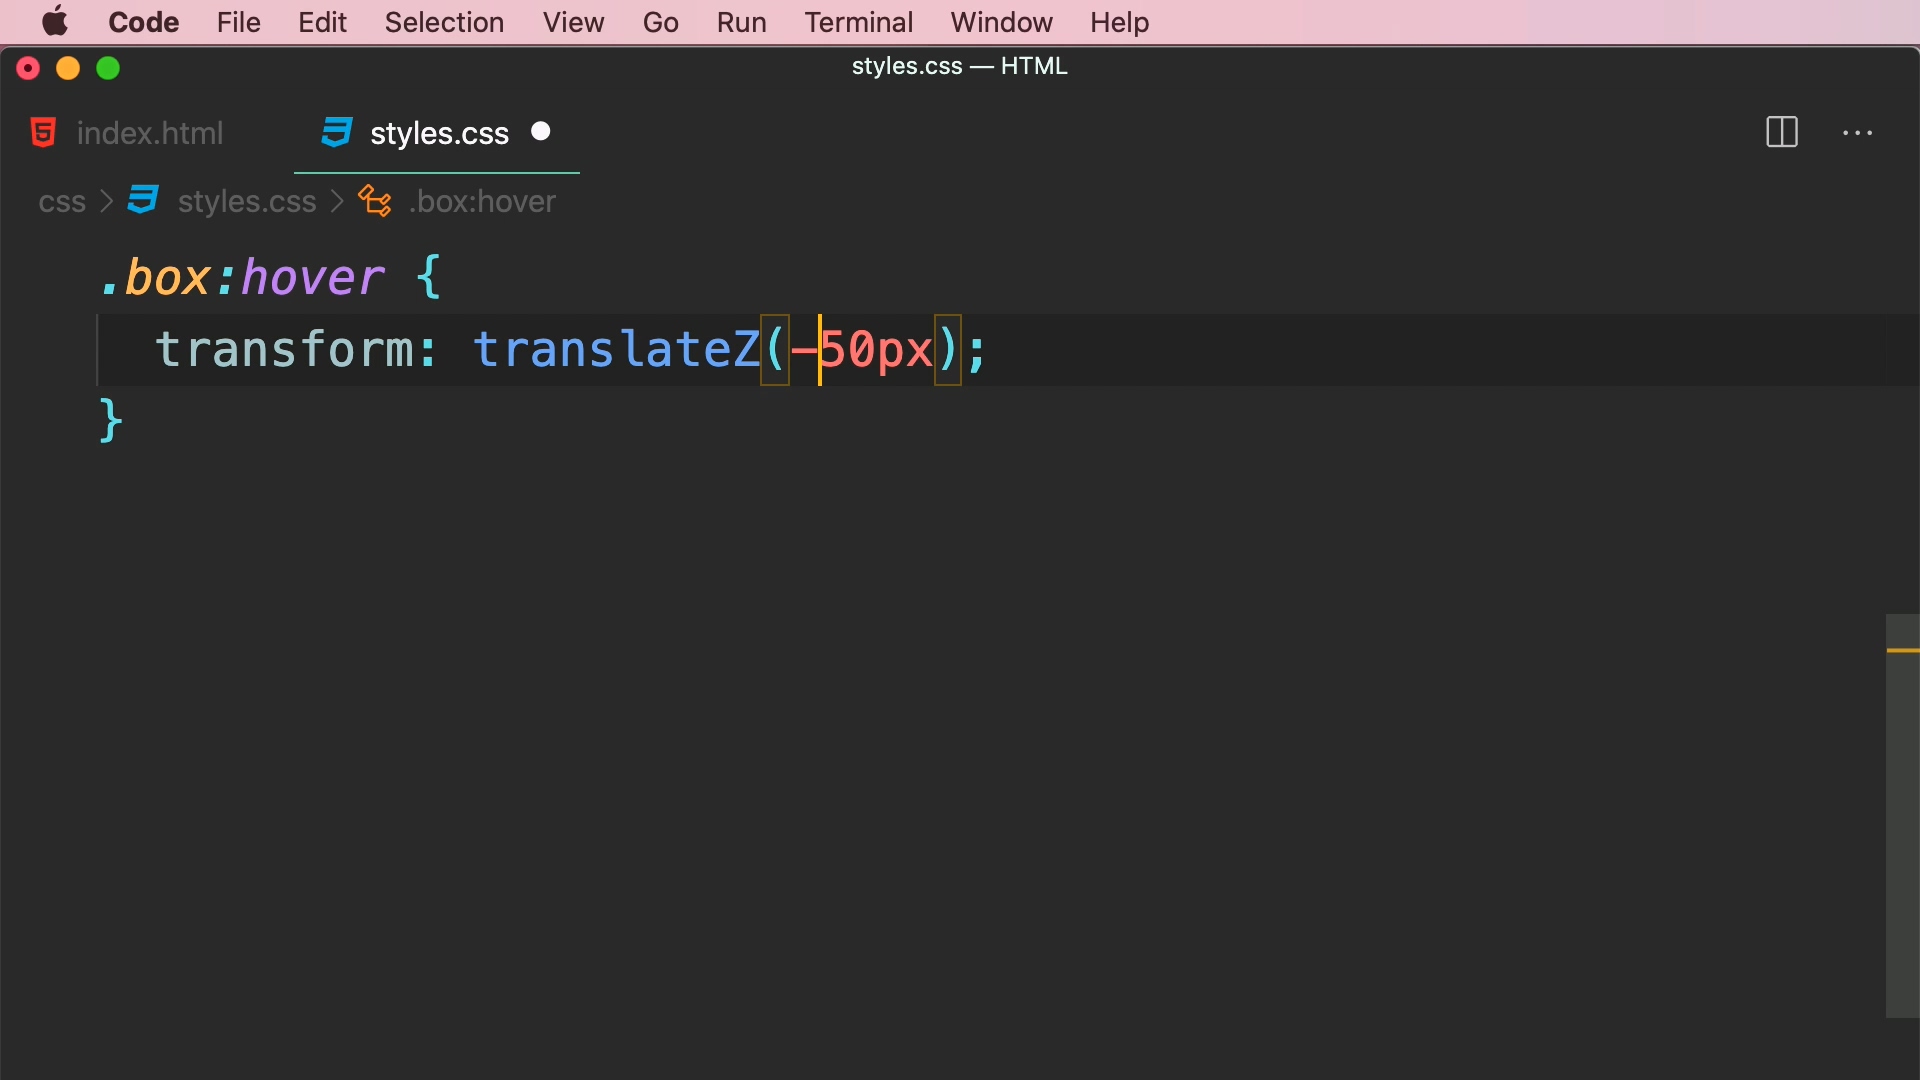 Code File Edit Selection View Go Run Terminal Window Help
styles.css — HTML
index.html styles.css
css > styles.css > .box:hover
.box:hover {
  transform: translateZ(-50px);
}